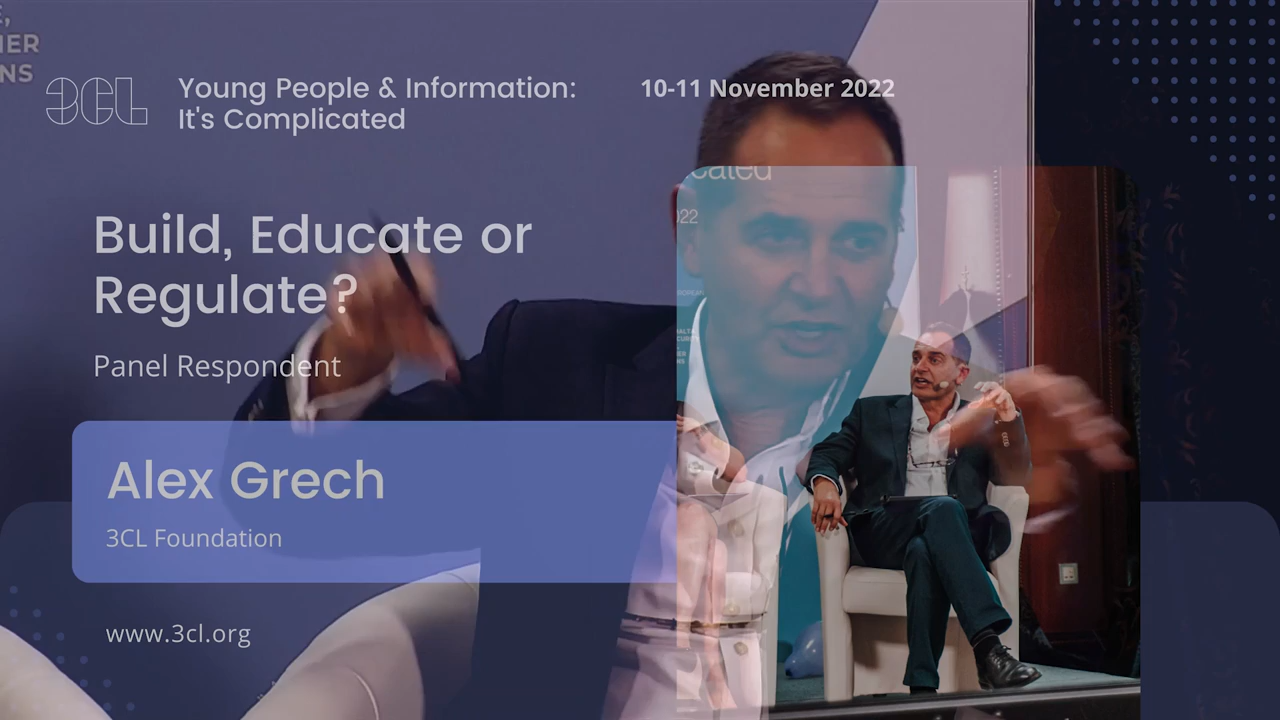 3CL
Young People & Information:
It's Complicated
10-11 November 2022
Build, Educate or
Regulate?
Panel Respondent
Alex Grech
3CL Foundation
www.3cl.org